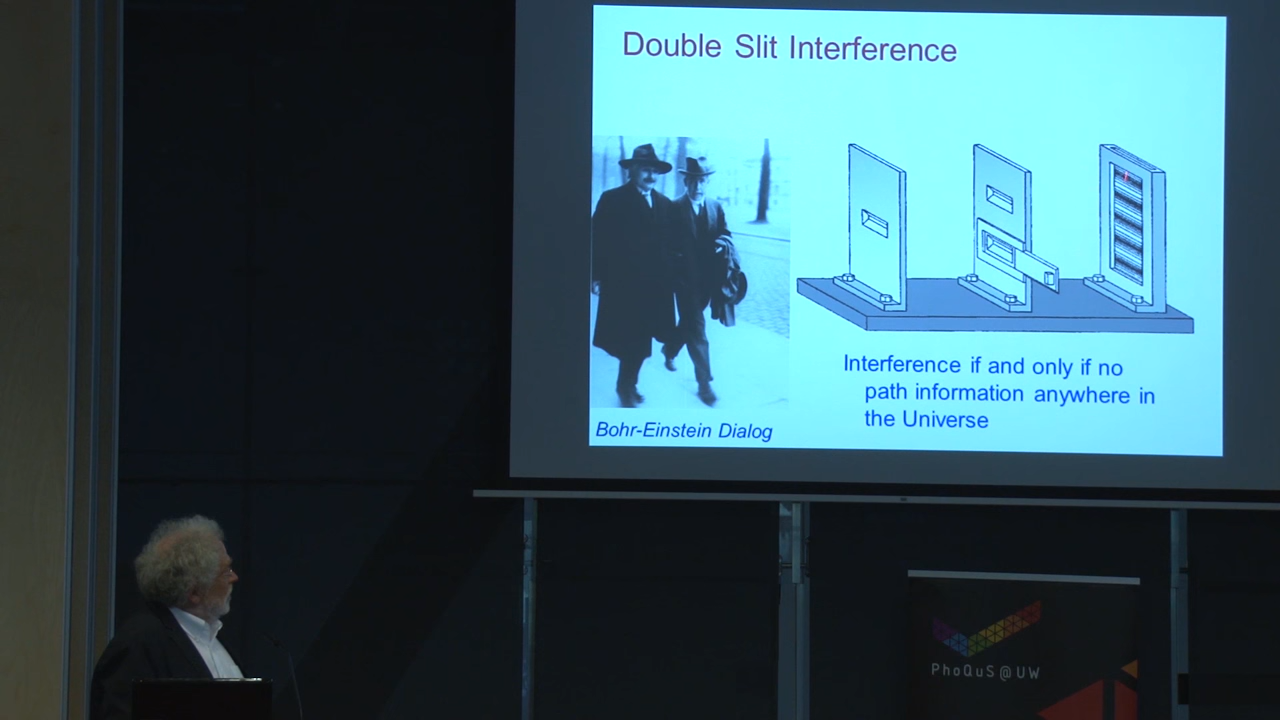 Double Slit Interference
Interference if and only if no
path information anywhere in
the Universe
Bohr-Einstein Dialog
PhoQuS@UW